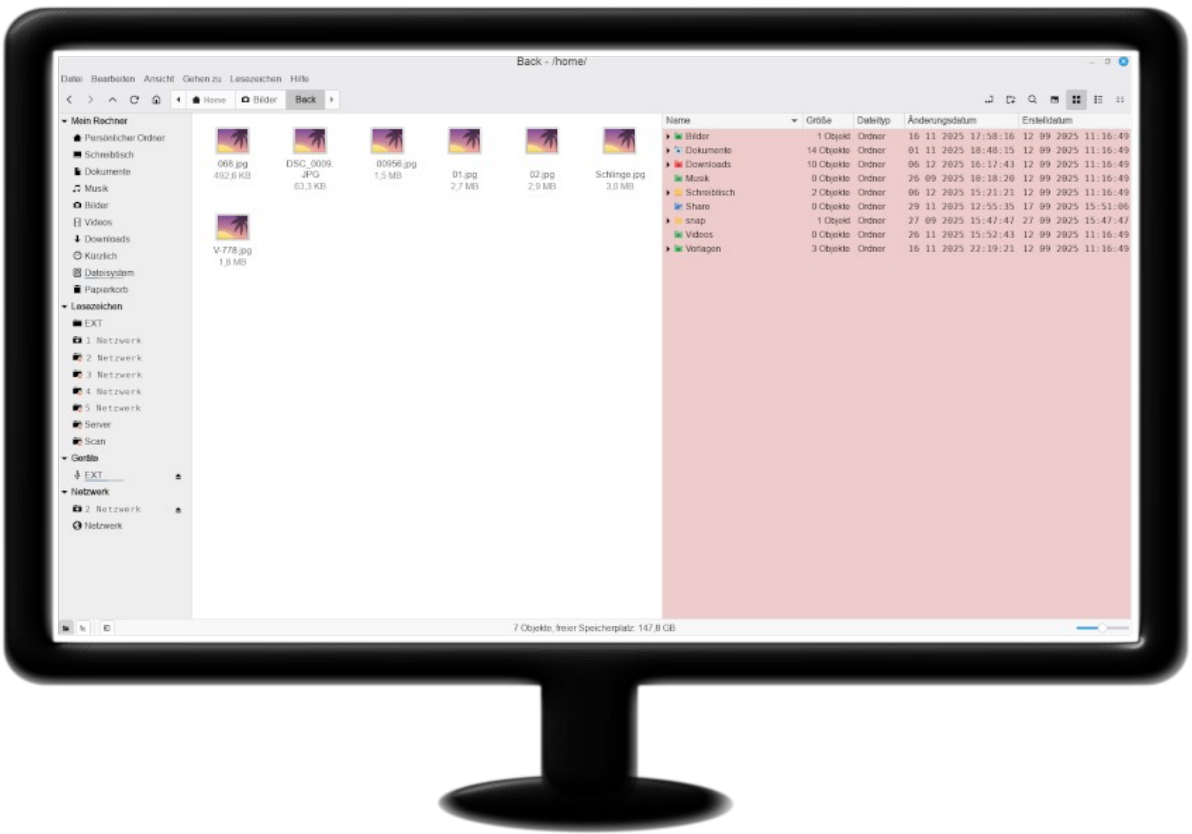 Back - /home/
Datei Bearbeiten Ansicht Gehen zu Lesezeichen Hilfe
Home Bilder Back
Mein Rechner
Persönlicher Ordner
Schreibtisch
Dokumente
Musik
Bilder
Videos
Downloads
Kürzlich
Dateisystem
Papierkorb
Lesezeichen
EXT
1 Netzwerk
2 Netzwerk
3 Netzwerk
4 Netzwerk
5 Netzwerk
Server
Scan
Geräte
EXT
Netzwerk
2 Netzwerk
Netzwerk
068.jpg
492,6 KB
DSC_0009.
JPG
63,3 KB
00956.jpg
1,5 MB
01.jpg
2,7 MB
02.jpg
2,9 MB
Schlinge.jpg
3,0 MB
V-778.jpg
1,8 MB
Name Größe Dateityp Änderungsdatum Erstelldatum
Bilder 1 Objekt Ordner 16 11 2025 17:58:16 12 09 2025 11:16:49
Dokumente 14 Objekte Ordner 01 11 2025 18:48:15 12 09 2025 11:16:49
Downloads 10 Objekte Ordner 06 12 2025 16:17:43 12 09 2025 11:16:49
Musik 0 Objekte Ordner 26 09 2025 10:18:20 12 09 2025 11:16:49
Schreibtisch 2 Objekte Ordner 06 12 2025 15:21:21 12 09 2025 11:16:49
Share 0 Objekte Ordner 29 11 2025 12:55:35 17 09 2025 15:51:06
snap 1 Objekt Ordner 27 09 2025 15:47:47 27 09 2025 15:47:47
Videos 0 Objekte Ordner 26 11 2025 15:52:43 12 09 2025 11:16:49
Vorlagen 3 Objekte Ordner 16 11 2025 22:19:21 12 09 2025 11:16:49
7 Objekte, freier Speicherplatz: 147,8 GB